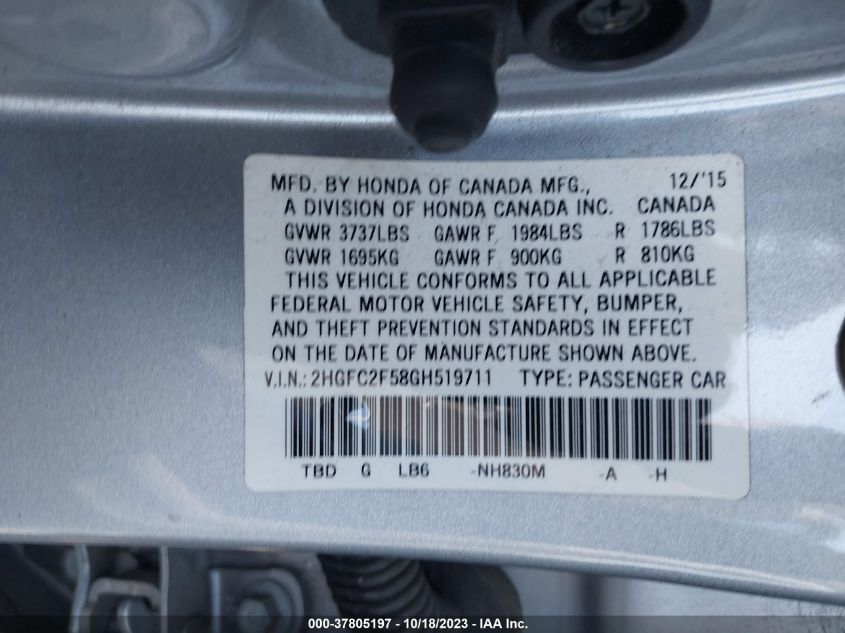 MFD. BY HONDA OF CANADA MFG., 12/'15
A DIVISION OF HONDA CANADA INC. CANADA
GVWR 3737LBS GAWR F 1984LBS R 1786LBS
GVWR 1695KG GAWR F 900KG R 810KG
THIS VEHICLE CONFORMS TO ALL APPLICABLE
FEDERAL MOTOR VEHICLE SAFETY, BUMPER,
AND THEFT PREVENTION STANDARDS IN EFFECT
ON THE DATE OF MANUFACTURE SHOWN ABOVE.
V.I.N.: 2HGFC2F58GH519711 TYPE: PASSENGER CAR
TBD G LB6 -NH830M -A -H
000-37805197 - 10/18/2023 - IAA Inc.